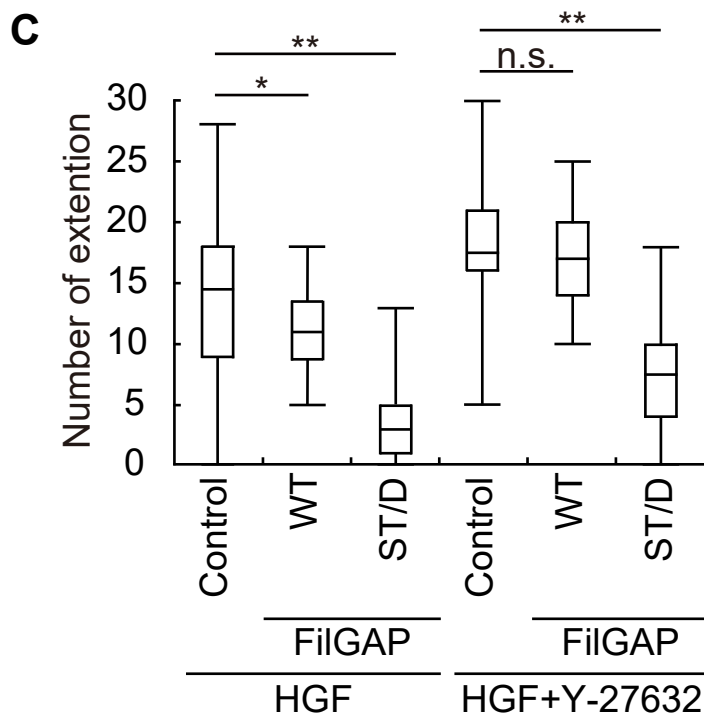 C
** **
* n.s.
30
25
20
15
10
5
0
Number of extention
Control WT ST/D Control WT ST/D
FilGAP FilGAP
HGF HGF+Y-27632